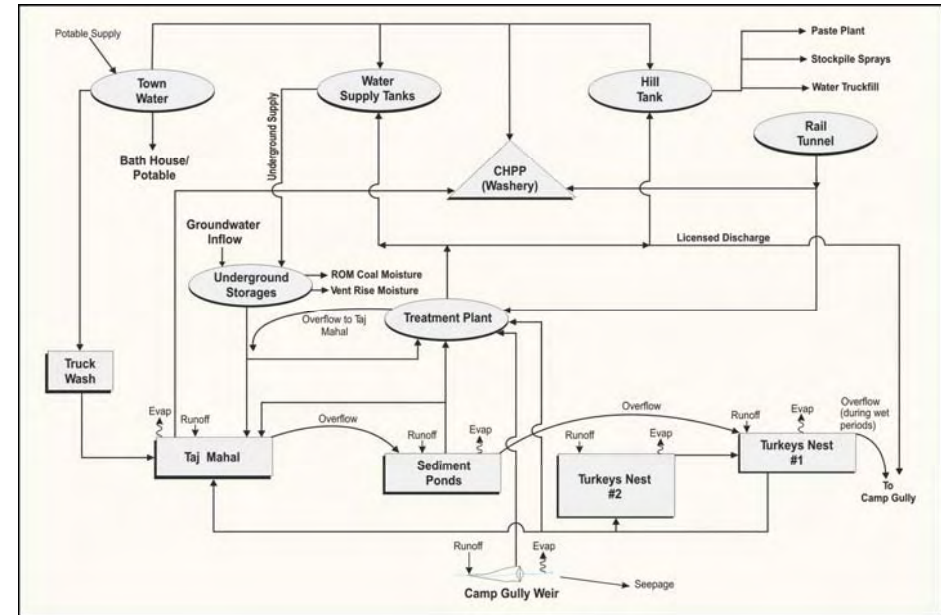 Potable Supply
Town
Water
Water
Supply Tanks
Hill
Tank
Paste Plant
Stockpile Sprays
Water Truckfill
Rail
Tunnel
Bath House/
Potable
Underground Supply
CHPP
(Washery)
Groundwater
Inflow
Licensed Discharge
Underground
Storages
ROM Coal Moisture
Vent Rise Moisture
Overflow to Taj
Mahal
Treatment Plant
Truck
Wash
Evap
Runoff
Overflow
Taj Mahal
Runoff
Evap
Sediment
Ponds
Overflow
Runoff
Evap
Turkeys Nest
#2
Runoff
Evap
Turkeys Nest
#1
Overflow
(during wet
periods)
To
Camp Gully
Runoff
Evap
Seepage
Camp Gully Weir